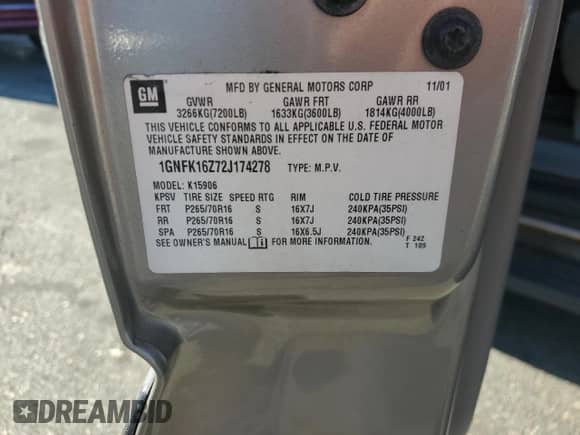 GM
MFD BY GENERAL MOTORS CORP 11/01
GVWR GAWR FRT GAWR RR
3266KG(7200LB) 1633KG(3600LB) 1814KG(4000LB)
THIS VEHICLE CONFORMS TO ALL APPLICABLE U.S. FEDERAL MOTOR
VEHICLE SAFETY STANDARDS IN EFFECT ON THE DATE OF
MANUFACTURE SHOWN ABOVE.
1GNFK16Z72J174278 TYPE: M.P.V.
MODEL: K15906
KPSV TIRE SIZE SPEED RTG RIM COLD TIRE PRESSURE
FRT P265/70R16 S 16X7J 240KPA(35PSI)
RR P265/70R16 S 16X7J 240KPA(35PSI)
SPA P265/70R16 S 16X6.5J 240KPA(35PSI)
SEE OWNER'S MANUAL FOR MORE INFORMATION.
F 242
T 109
DREAMBID